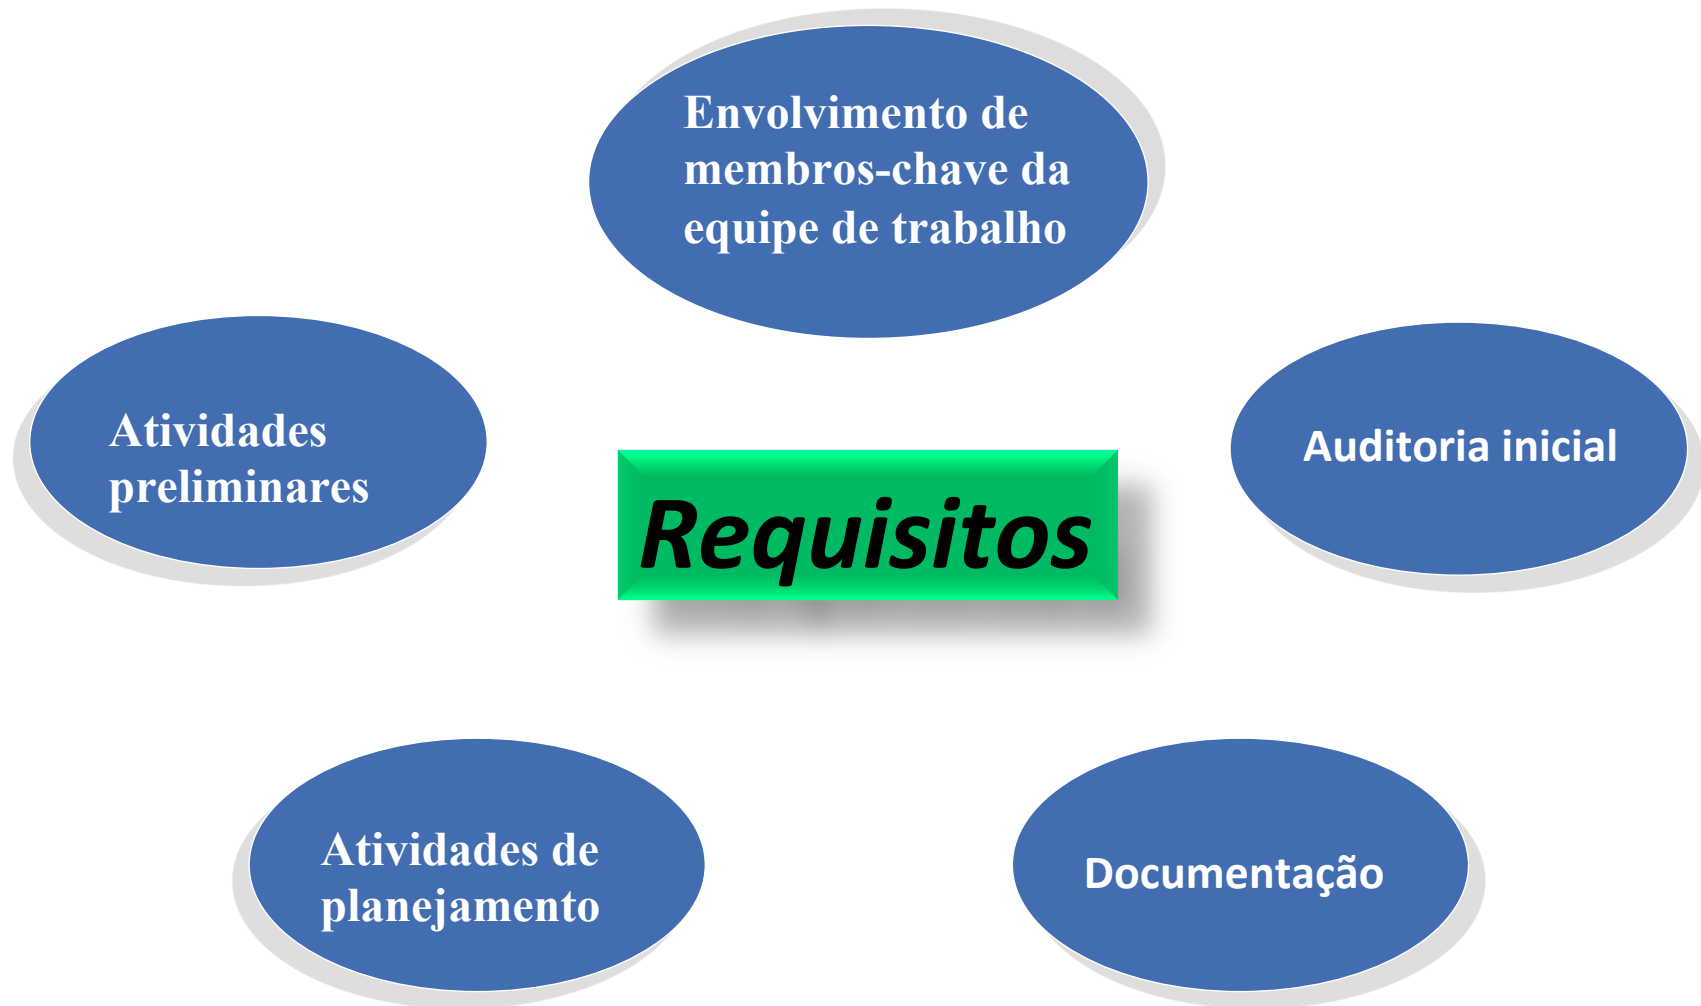 Envolvimento de
membros-chave da
equipe de trabalho
Atividades
preliminares
Auditoria inicial
Requisitos
Atividades de
planejamento
Documentação